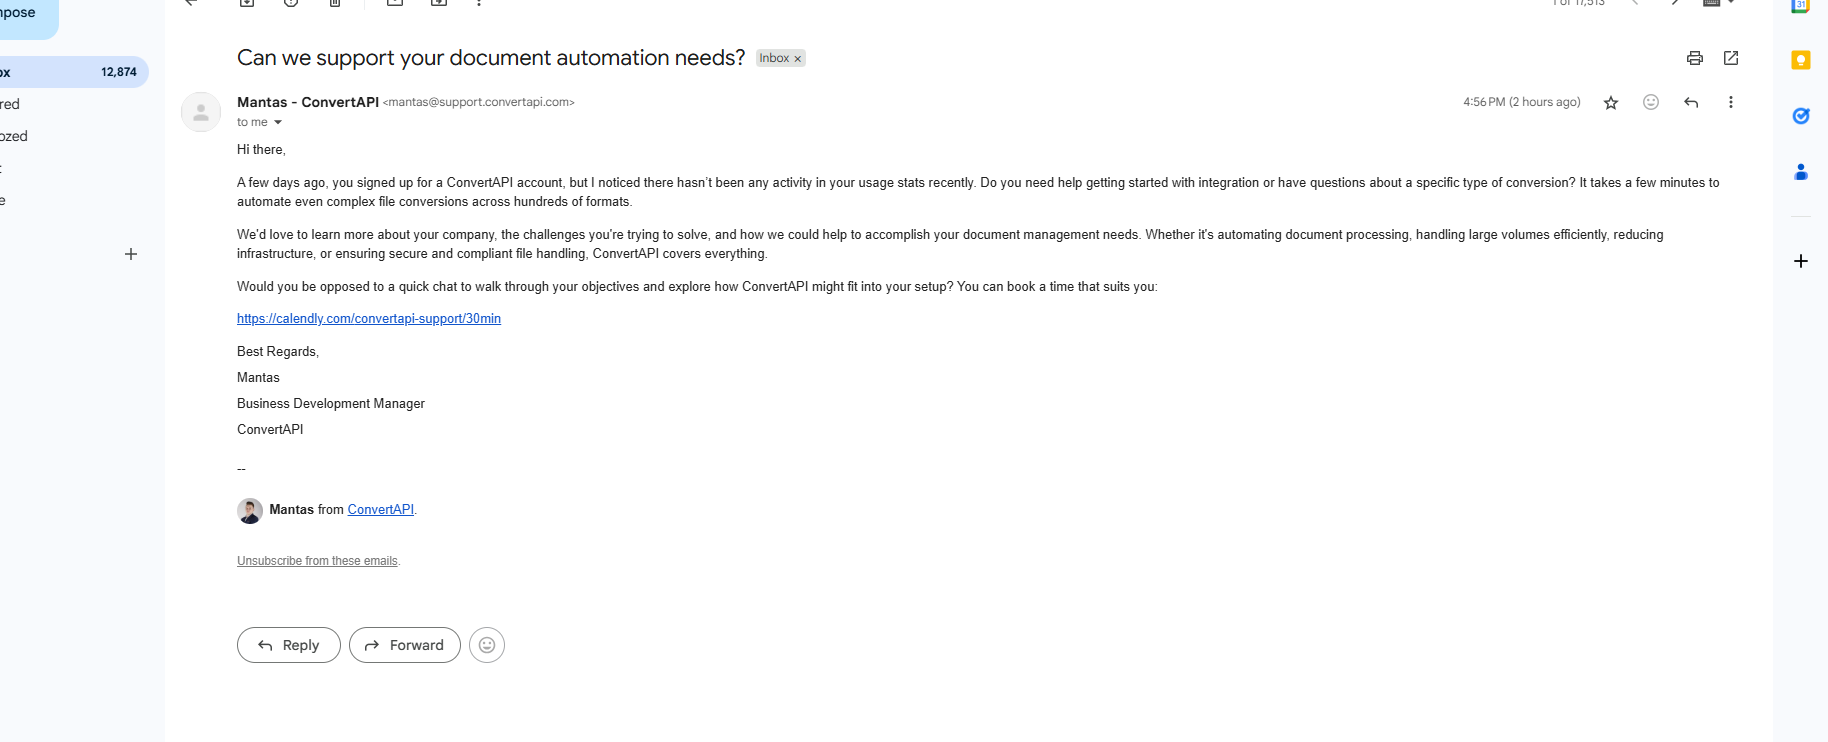 npose
1 of 17,513
31
Can we support your document automation needs? Inbox ×
ox 12,874
red
ozed
t
e
Mantas - ConvertAPI <mantas@support.convertapi.com> 4:56 PM (2 hours ago)
to me
Hi there,
A few days ago, you signed up for a ConvertAPI account, but I noticed there hasn’t been any activity in your usage stats recently. Do you need help getting started with integration or have questions about a specific type of conversion? It takes a few minutes to
automate even complex file conversions across hundreds of formats.
We'd love to learn more about your company, the challenges you're trying to solve, and how we could help to accomplish your document management needs. Whether it's automating document processing, handling large volumes efficiently, reducing
infrastructure, or ensuring secure and compliant file handling, ConvertAPI covers everything.
Would you be opposed to a quick chat to walk through your objectives and explore how ConvertAPI might fit into your setup? You can book a time that suits you:
https://calendly.com/convertapi-support/30min
Best Regards,
Mantas
Business Development Manager
ConvertAPI
--
Mantas from ConvertAPI.
Unsubscribe from these emails.
Reply Forward